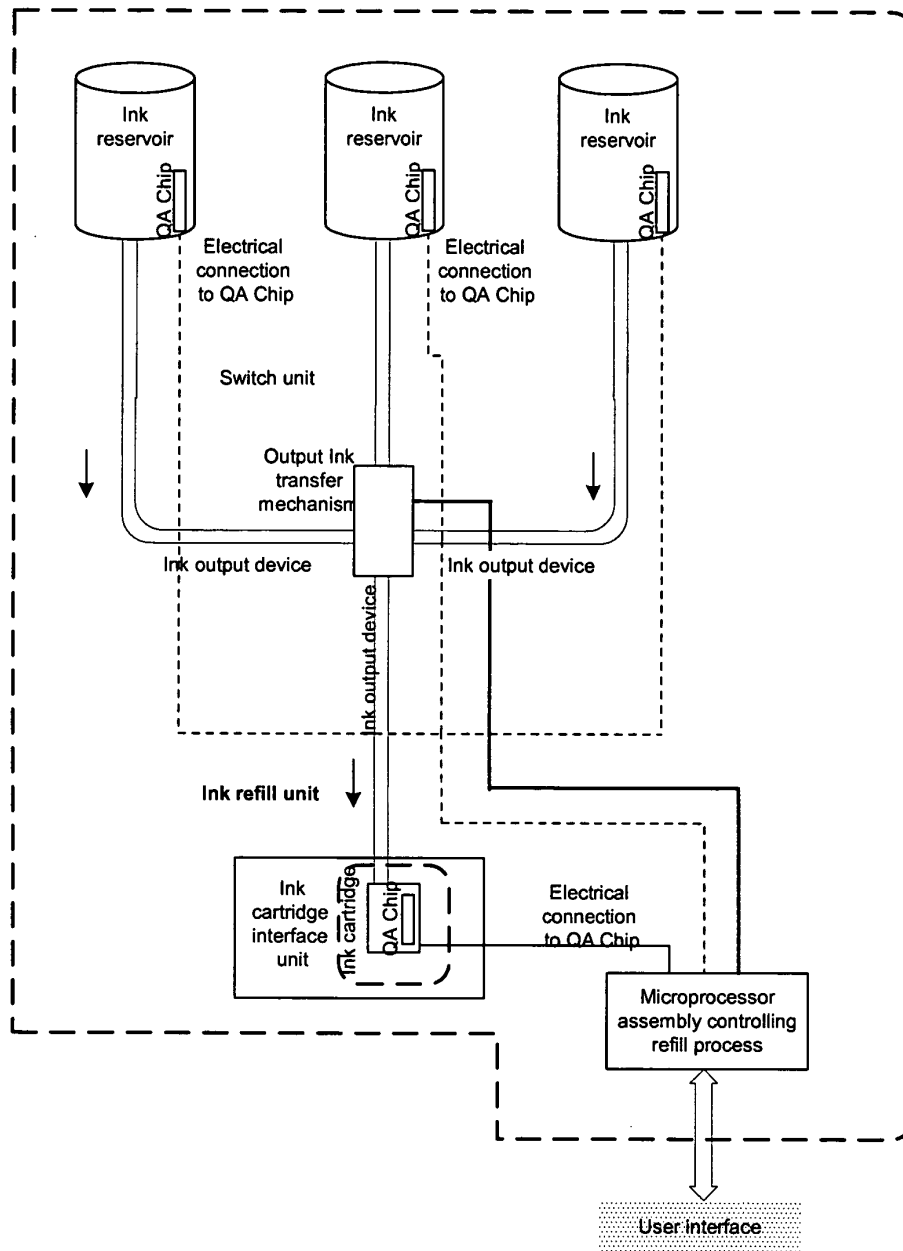 Ink
reservoir
QA Chip
Ink
reservoir
QA Chip
Ink
reservoir
QA Chip
Electrical
connection
to QA Chip
Electrical
connection
to QA Chip
Switch unit
Output Ink
transfer
mechanism
Ink output device
Ink output device
Ink output device
Ink refill unit
Ink
cartridge
interface
unit
Ink cartridge
QA Chip
Electrical
connection
to QA Chip
Microprocessor
assembly controlling
refill process
User interface